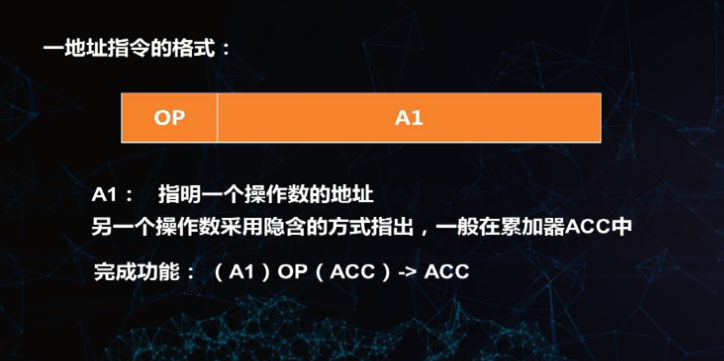 一地址指令的格式：
OP A1
A1： 指明一个操作数的地址
另一个操作数采用隐含的方式指出，一般在累加器ACC中
完成功能：（A1）OP（ACC）-> ACC